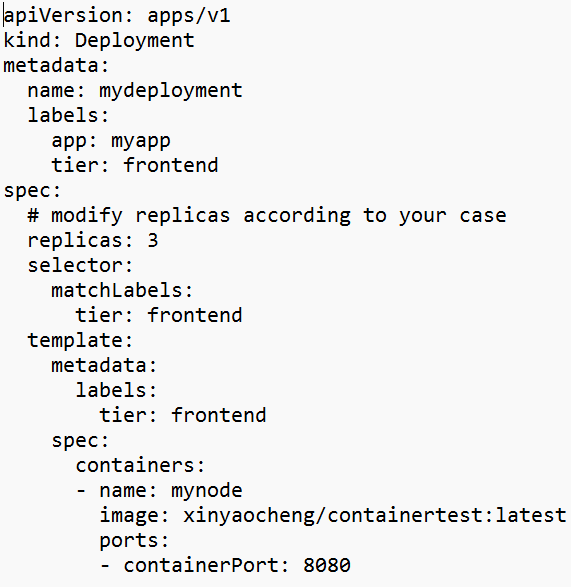 apiVersion: apps/v1
kind: Deployment
metadata:
  name: mydeployment
  labels:
    app: myapp
    tier: frontend
spec:
  # modify replicas according to your case
  replicas: 3
  selector:
    matchLabels:
      tier: frontend
  template:
    metadata:
      labels:
        tier: frontend
    spec:
      containers:
      - name: mynode
        image: xinyaocheng/containertest:latest
        ports:
        - containerPort: 8080